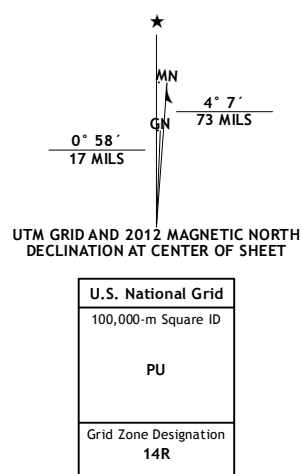 ★
MN
GN
4° 7´
73 MILS
0° 58´
17 MILS
UTM GRID AND 2012 MAGNETIC NORTH
DECLINATION AT CENTER OF SHEET
U.S. National Grid
100,000-m Square ID
PU
Grid Zone Designation
14R